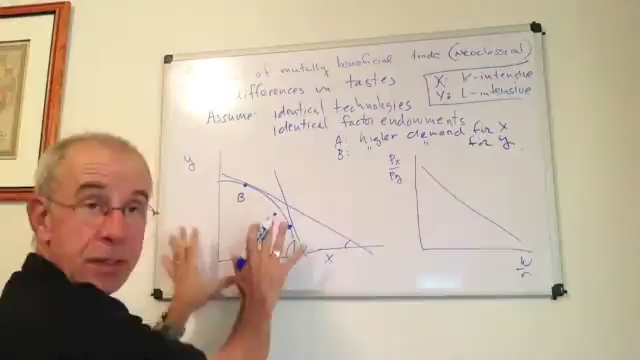 of mutally beneficial trade (Neoclassical)
differences in tastes
X: K-intensive
Y: L-intensive
Assume: identical technologies
identical factor endowments
A: higher demand for X
B: " " for y
y
B
X
Px
Py
W
r